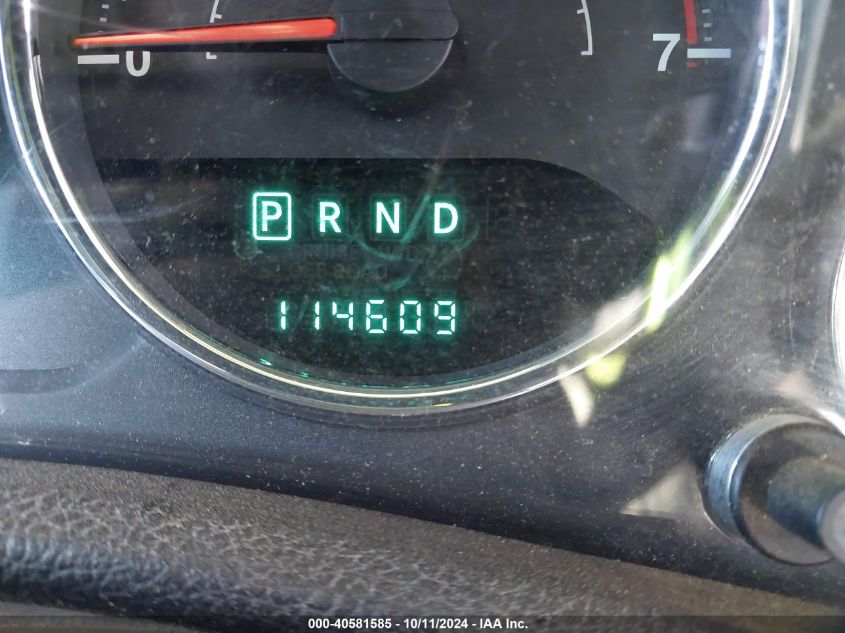 0 7
P R N D
114609
000-40581585 - 10/11/2024 - IAA Inc.